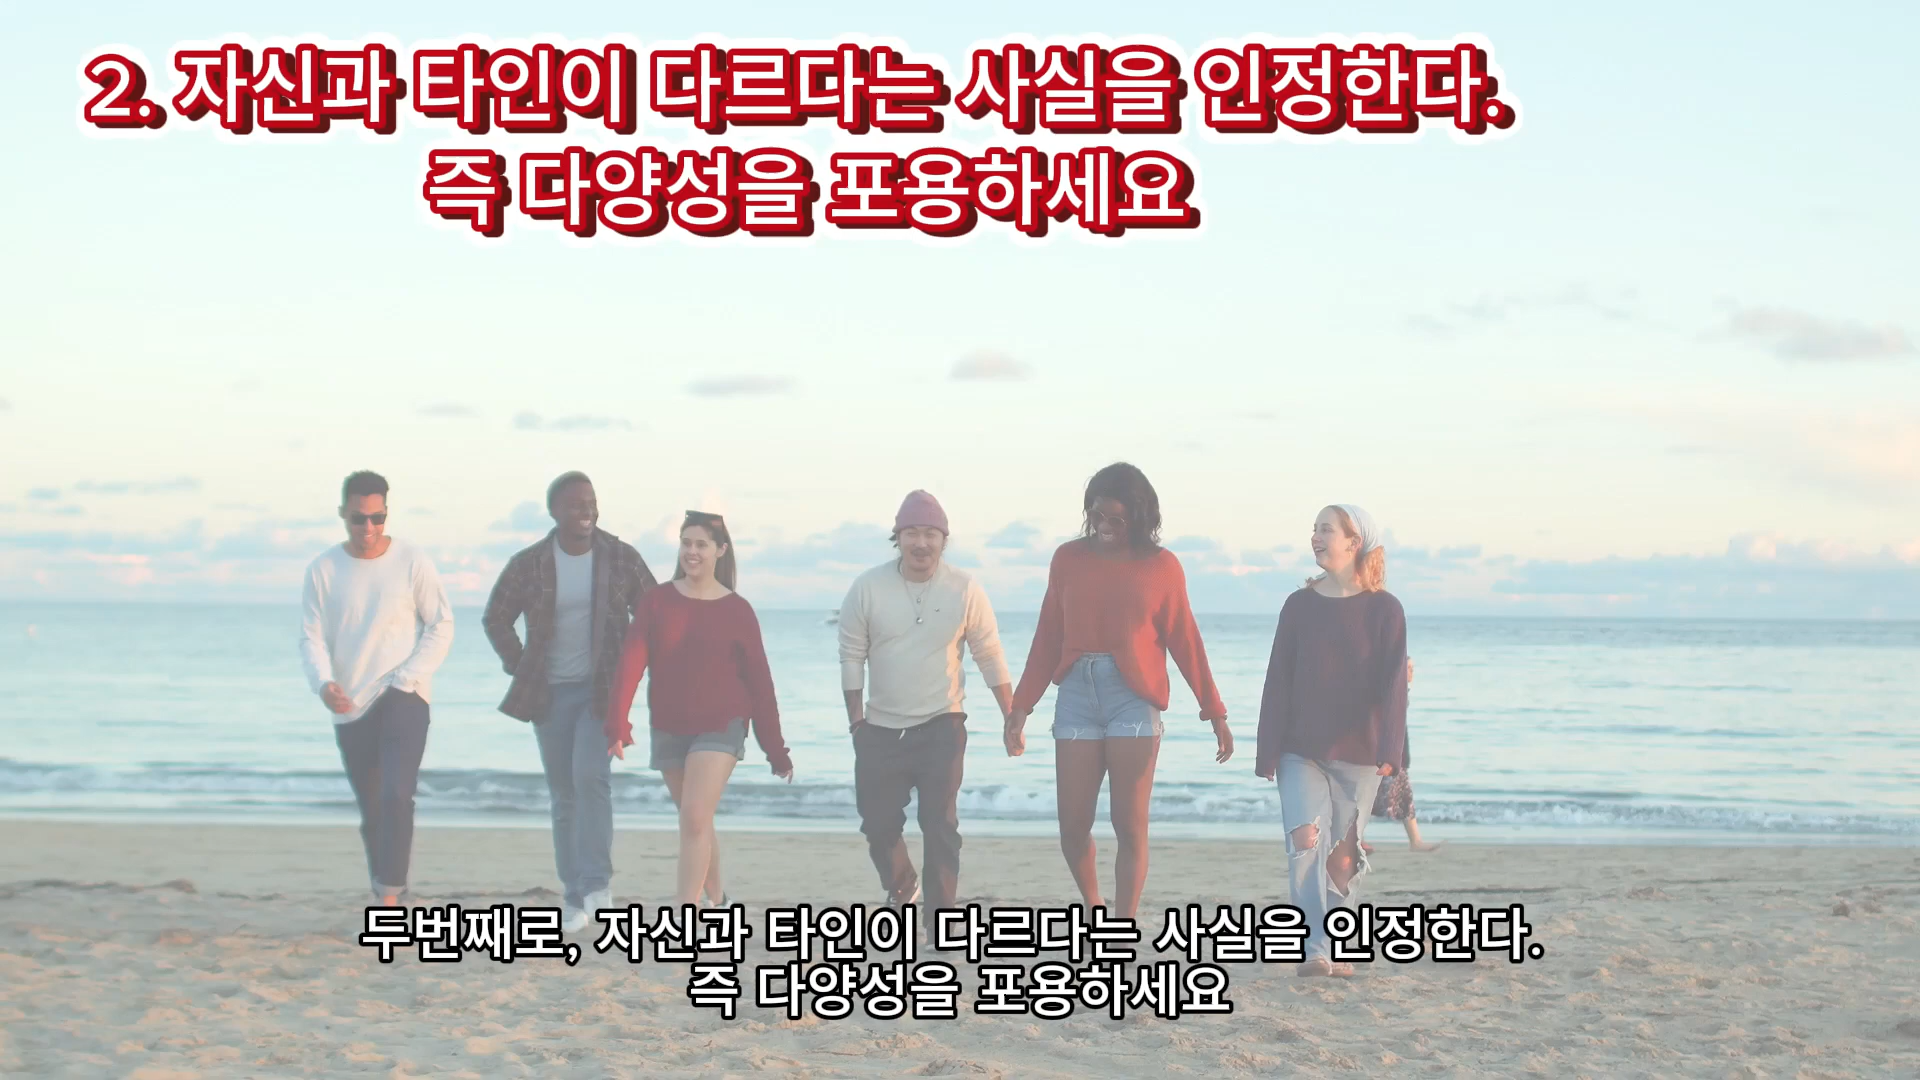 2. 자신과 타인이 다르다는 사실을 인정한다.
즉 다양성을 포용하세요
두번째로, 자신과 타인이 다르다는 사실을 인정한다.
즉 다양성을 포용하세요